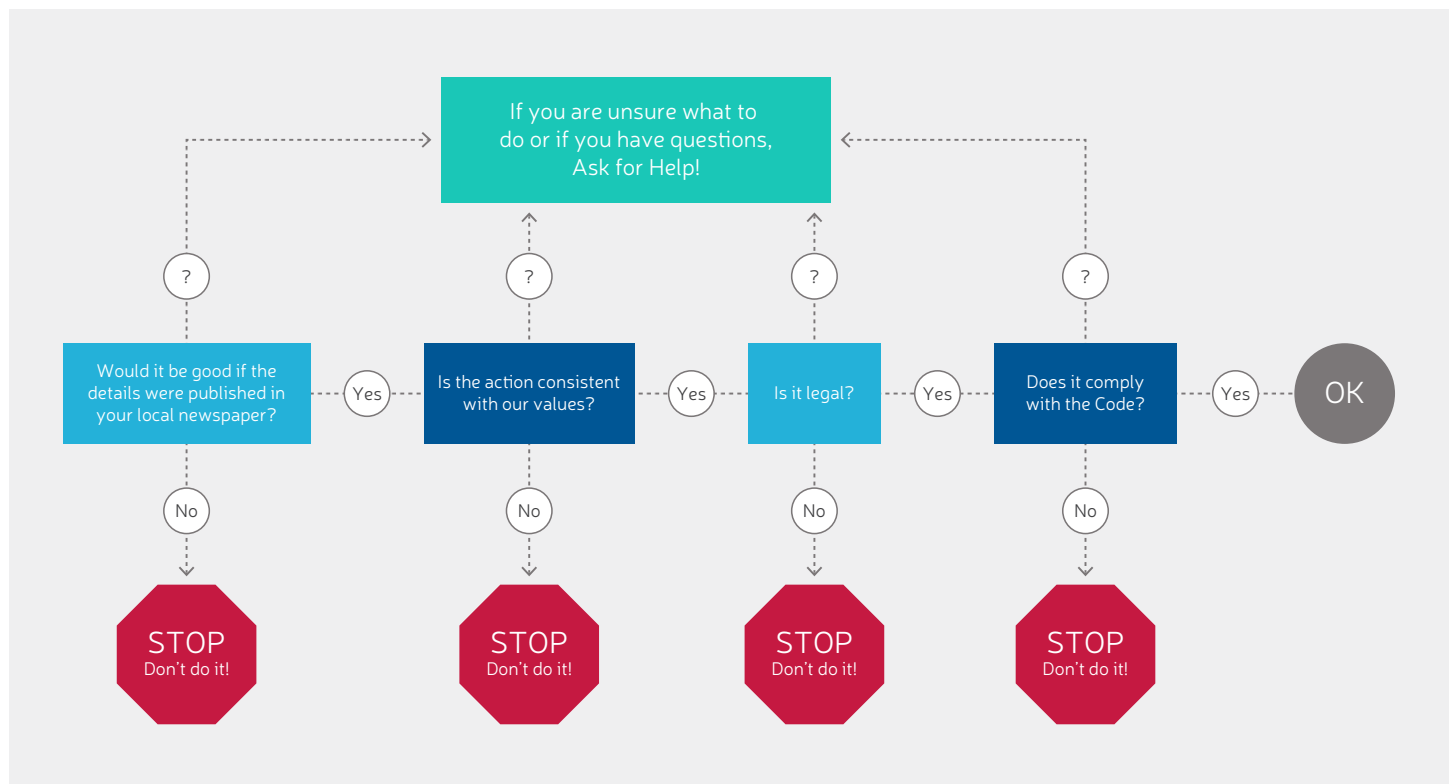 If you are unsure what to
do or if you have questions,
Ask for Help!
?
?
?
?
Would it be good if the
details were published in
your local newspaper?
Yes
Is the action consistent
with our values?
Yes
Is it legal?
Yes
Does it comply
with the Code?
Yes
OK
No
No
No
No
STOP
Don’t do it!
STOP
Don’t do it!
STOP
Don’t do it!
STOP
Don’t do it!